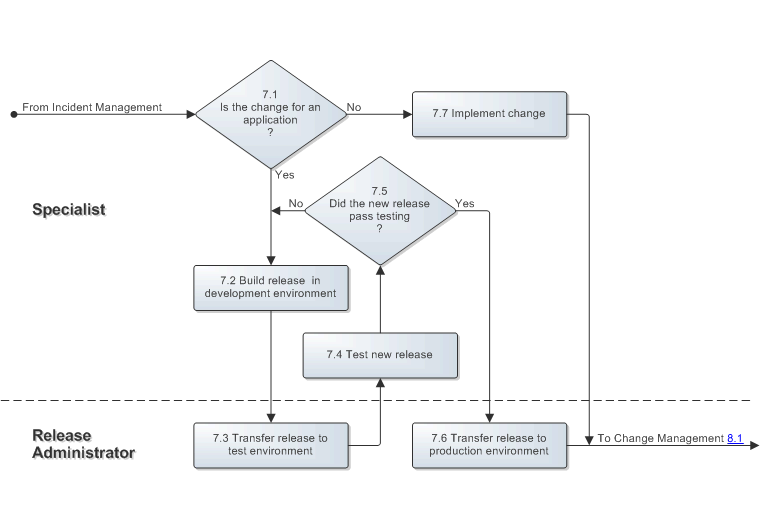 From Incident Management
7.1
Is the change for an
application
?
No
7.7 Implement change
Yes
7.5
Did the new release
pass testing
?
No
Yes
Specialist
7.2 Build release in
development environment
7.4 Test new release
Release
Administrator
7.3 Transfer release to
test environment
7.6 Transfer release to
production environment
To Change Management 8.1